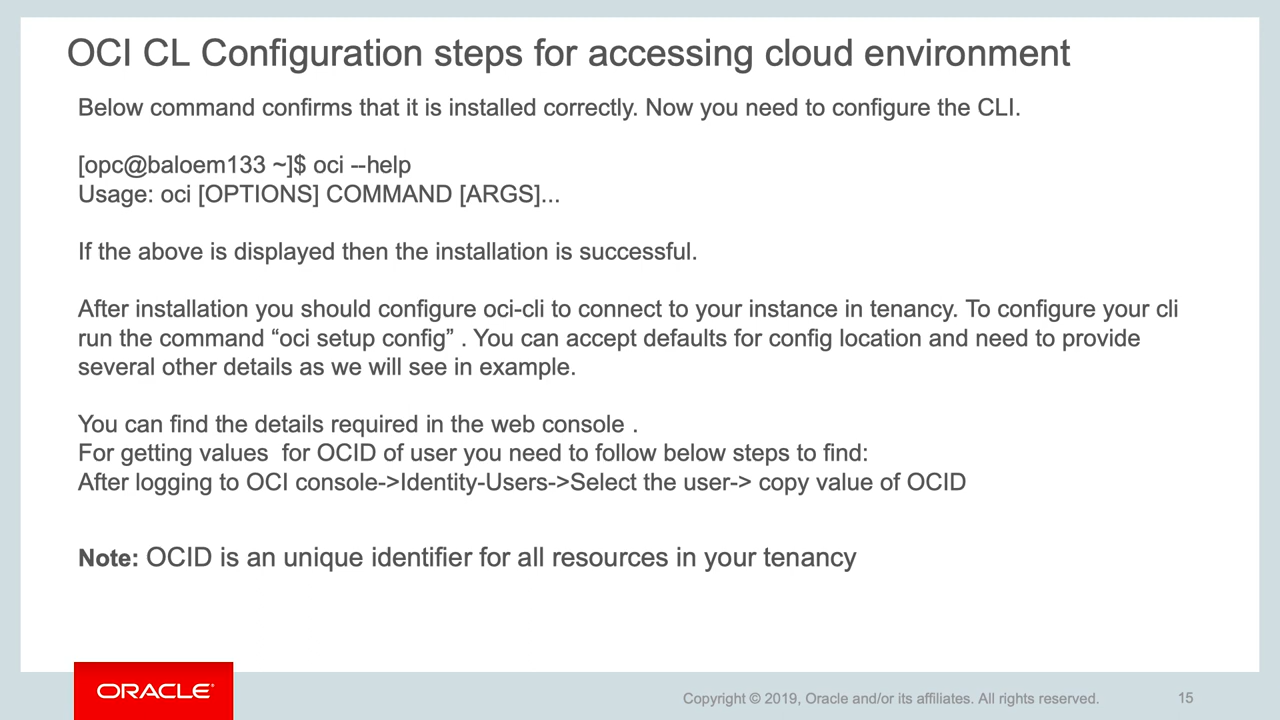 OCI CL Configuration steps for accessing cloud environment
Below command confirms that it is installed correctly. Now you need to configure the CLI.
[opc@baloem133 ~]$ oci --help
Usage: oci [OPTIONS] COMMAND [ARGS]...
If the above is displayed then the installation is successful.
After installation you should configure oci-cli to connect to your instance in tenancy. To configure your cli
run the command “oci setup config” . You can accept defaults for config location and need to provide
several other details as we will see in example.
You can find the details required in the web console .
For getting values  for OCID of user you need to follow below steps to find:
After logging to OCI console->Identity-Users->Select the user-> copy value of OCID
Note: OCID is an unique identifier for all resources in your tenancy
ORACLE®
Copyright © 2019, Oracle and/or its affiliates. All rights reserved.
15